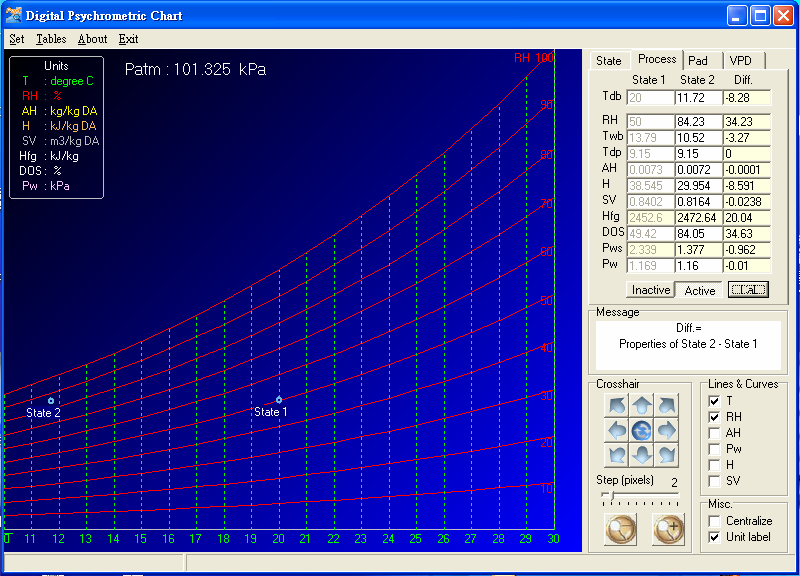 Digital Psychrometric Chart
Set Tables About Exit
Units
T : degree C
RH : %
AH : kg/kg DA
H : kJ/kg DA
SV : m3/kg DA
Hfg : kJ/kg
DOS : %
Pw : kPa
Patm : 101.325 kPa
RH 100
90
80
70
60
50
40
30
20
10
State 2
State 1
10 11 12 13 14 15 16 17 18 19 20 21 22 23 24 25 26 27 28 29 30
State Process Pad VPD
State 1 State 2 Diff.
Tdb 20 11.72 -8.28
RH 50 84.23 34.23
Twb 13.79 10.52 -3.27
Tdp 9.15 9.15 0
AH 0.0073 0.0072 -0.0001
H 38.545 29.954 -8.591
SV 0.8402 0.8164 -0.0238
Hfg 2452.6 2472.64 20.04
DOS 49.42 84.05 34.63
Pws 2.339 1.377 -0.962
Pw 1.169 1.16 -0.01
Inactive Active
Message
Diff.=
Properties of State 2 - State 1
Crosshair
Step (pixels) 2
Lines & Curves
T
RH
AH
Pw
H
SV
Misc.
Centralize
Unit label